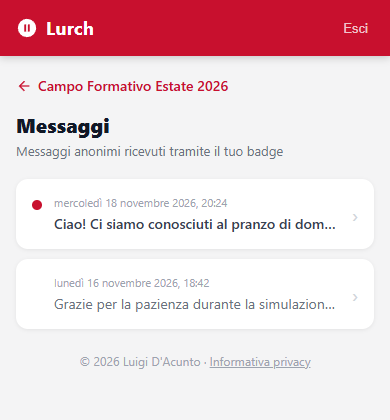 Lurch
Esci
← Campo Formativo Estate 2026
Messaggi
Messaggi anonimi ricevuti tramite il tuo badge
mercoledì 18 novembre 2026, 20:24
Ciao! Ci siamo conosciuti al pranzo di dom...
lunedì 16 novembre 2026, 18:42
Grazie per la pazienza durante la simulazion...
© 2026 Luigi D'Acunto · Informativa privacy